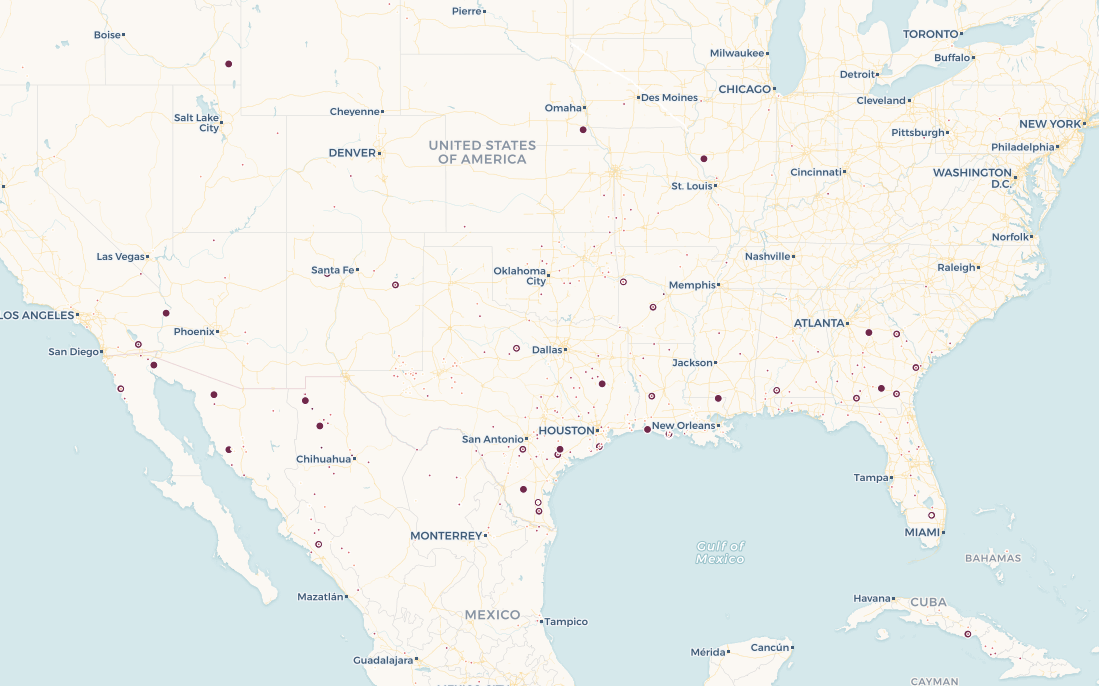 Pierre
Boise
TORONTO
Milwaukee
Buffalo
Detroit
CHICAGO
Des Moines
Cleveland
Omaha
Cheyenne
Salt Lake
City
NEW YORK
Pittsburgh
UNITED STATES
OF AMERICA
DENVER
Philadelphia
Cincinnati
WASHINGTON
D.C.
St. Louis
Norfolk
Las Vegas
Nashville
Santa Fe
Oklahoma
City
Raleigh
Memphis
LOS ANGELES
ATLANTA
Phoenix
San Diego
Dallas
Jackson
New Orleans
HOUSTON
San Antonio
Chihuahua
Tampa
MONTERREY
MIAMI
Gulf of
Mexico
BAHAMAS
Mazatlán
Havana
CUBA
MEXICO
Tampico
Mérida
Cancún
Guadalajara
CAYMAN